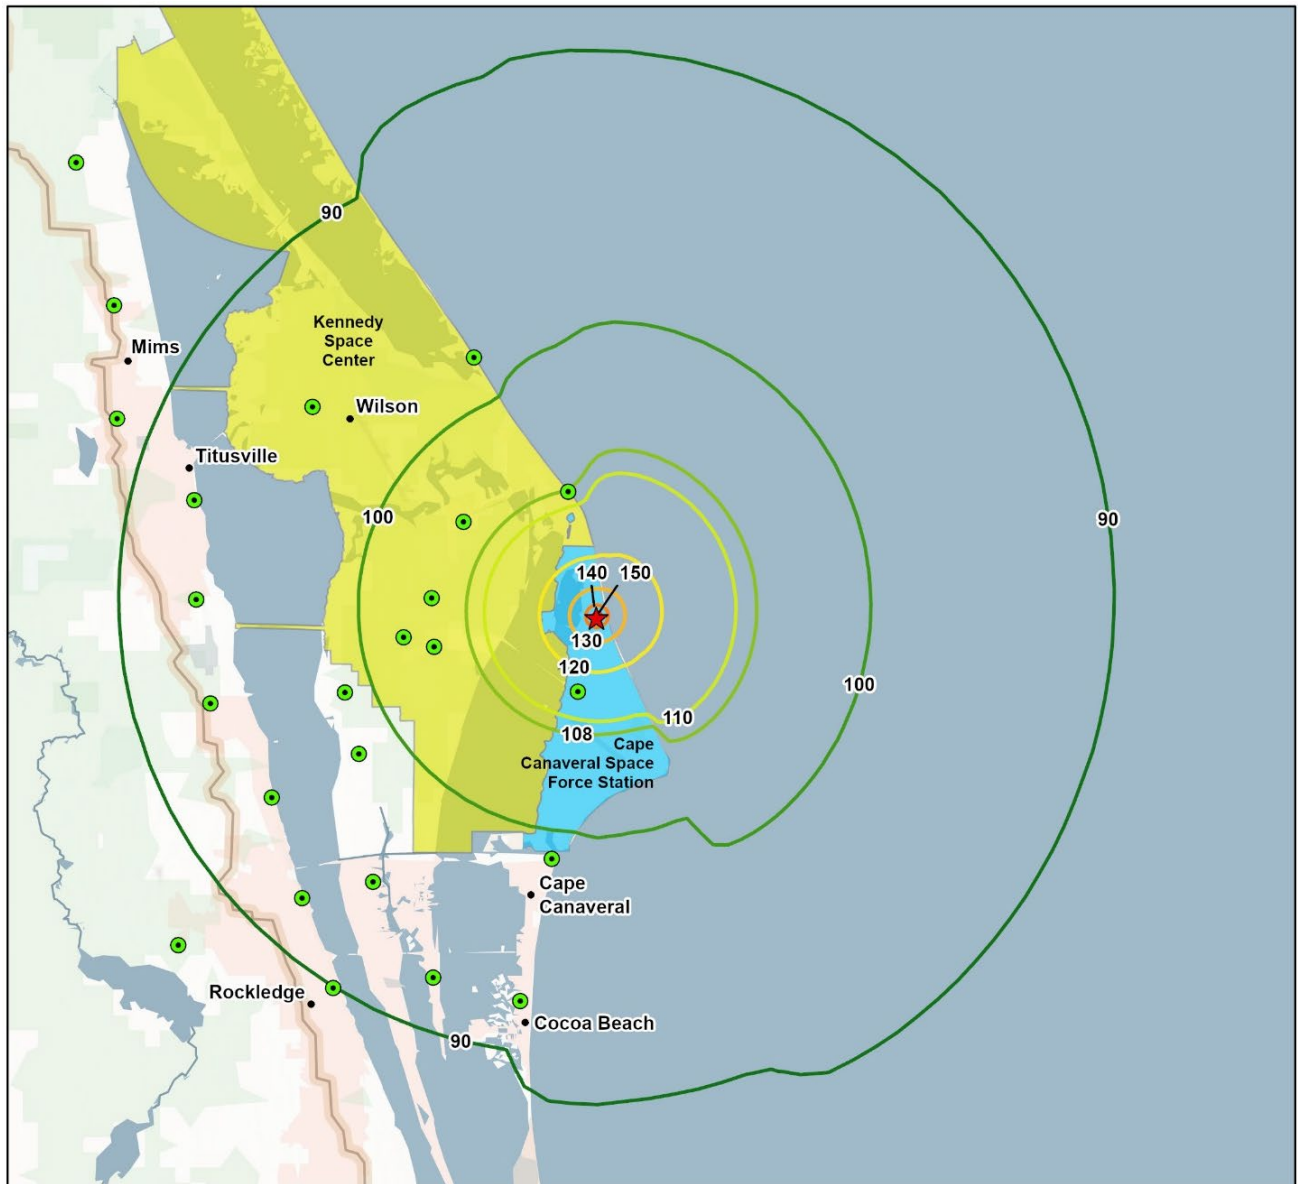 90
Kennedy
Space
Center
Mims
Wilson
Titusville
100
90
140
150
130
120
100
110
108
Cape
Canaveral Space
Force Station
Cape
Canaveral
Rockledge
Cocoa Beach
90